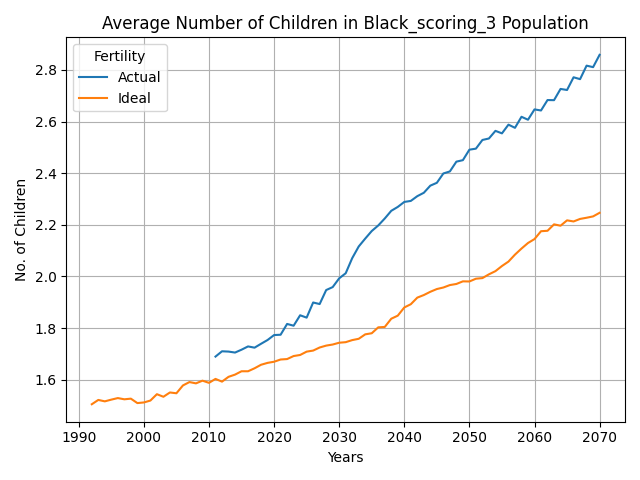 Average Number of Children in Black_scoring_3 Population
Fertility
Actual
Ideal
No. of Children
2.8
2.6
2.4
2.2
2.0
1.8
1.6
1990 2000 2010 2020 2030 2040 2050 2060 2070
Years